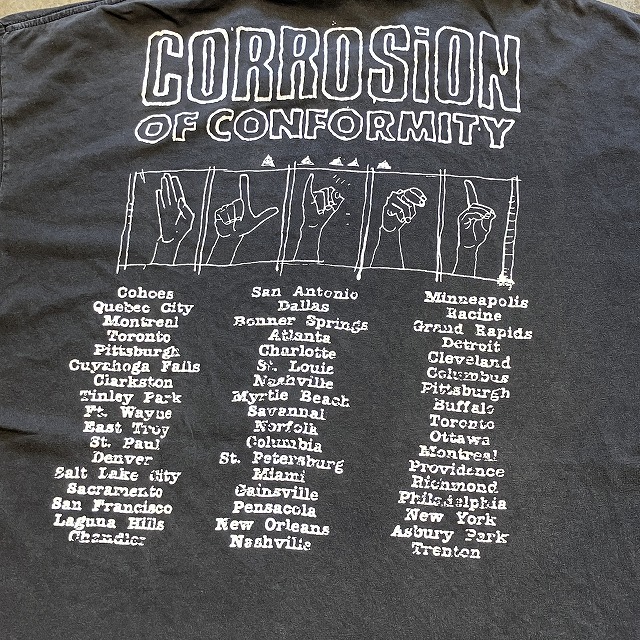 CORROSiON
OF CONFORMITY
Cohoes
Quebec City
Montreal
Toronto
Pittsburgh
Cuyahoga Falls
Clarkston
Tinley Park
Ft. Wayne
East Troy
St. Paul
Denver
Salt Lake City
Sacramento
San Francisco
Laguna Hills
Chandler
San Antonio
Dallas
Bonner Springs
Atlanta
Charlotte
St. Louis
Nashville
Myrtle Beach
Savannal
Norfolk
Columbia
St. Petersburg
Miami
Gainsville
Pensacola
New Orleans
Nashville
Minneapolis
Racine
Grand Rapids
Detroit
Cleveland
Columbus
Pittsburgh
Buffalo
Toronto
Ottawa
Montreal
Providence
Richmond
Philadelphia
New York
Asbury Park
Trenton